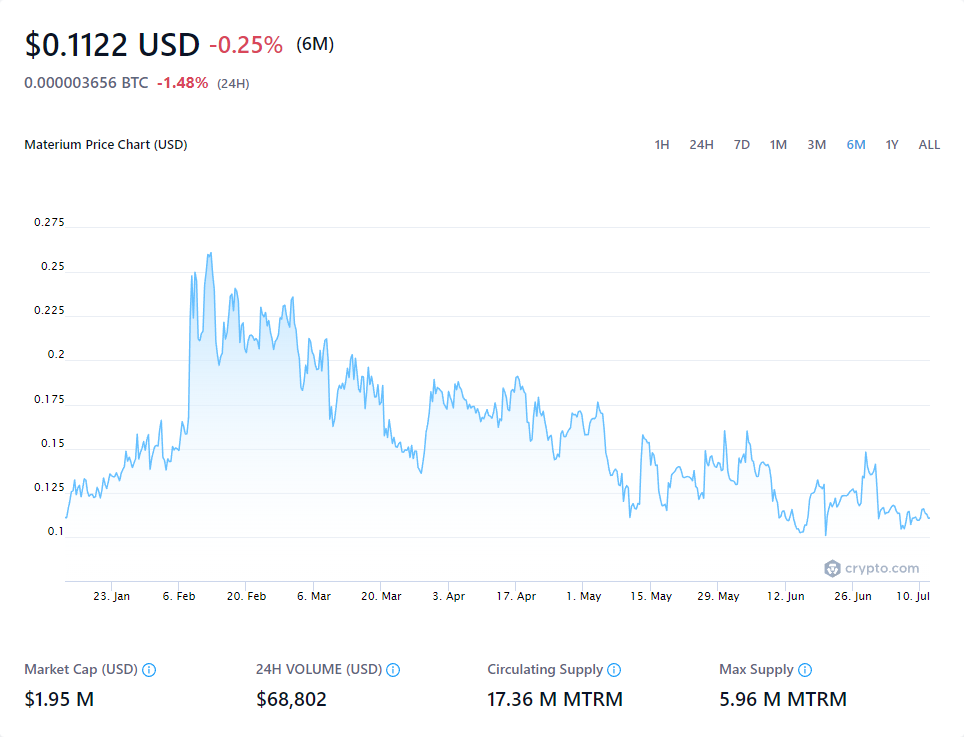 $0.1122 USD -0.25% (6M)
0.000003656 BTC -1.48% (24H)
Materium Price Chart (USD)
1H 24H 7D 1M 3M 6M 1Y ALL
0.275
0.25
0.225
0.2
0.175
0.15
0.125
0.1
crypto.com
23. Jan 6. Feb 20. Feb 6. Mar 20. Mar 3. Apr 17. Apr 1. May 15. May 29. May 12. Jun 26. Jun 10. Jul
Market Cap (USD) 24H VOLUME (USD) Circulating Supply Max Supply
$1.95 M $68,802 17.36 M MTRM 5.96 M MTRM